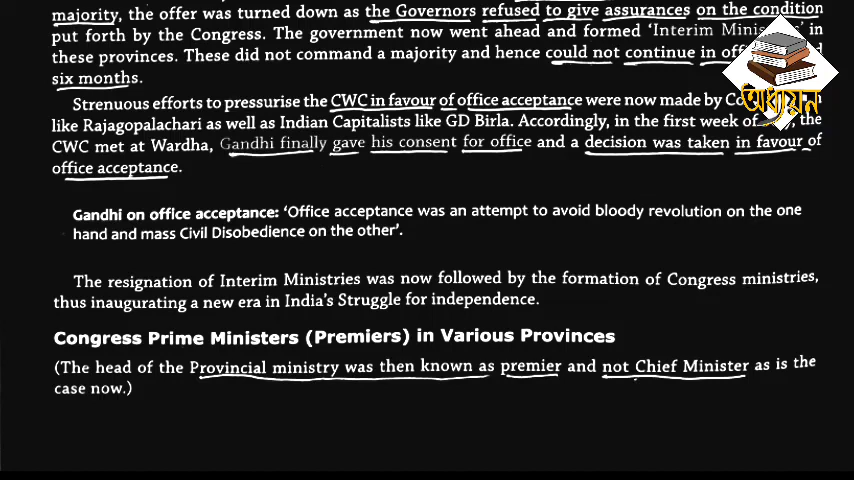 majority, the offer was turned down as the Governors refused to give assurances on the condition
put forth by the Congress. The government now went ahead and formed ‘Interim in
these provinces. These did not command a majority and hence could not continue in
six months.
Strenuous efforts to pressurise the CWC in favour of office acceptance were now made by
like Rajagopalachari as well as Indian Capitalists like GD Birla. Accordingly, in the first week of the
CWC met at Wardha, Gandhi finally gave his consent for office and a decision was taken in favour of
office acceptance.
Gandhi on office acceptance: ‘Office acceptance was an attempt to avoid bloody revolution on the one
hand and mass Civil Disobedience on the other’.
The resignation of Interim Ministries was now followed by the formation of Congress ministries,
thus inaugurating a new era in India’s Struggle for independence.
Congress Prime Ministers (Premiers) in Various Provinces
(The head of the Provincial ministry was then known as premier and not Chief Minister as is the
case now.)
অধ্যয়ন